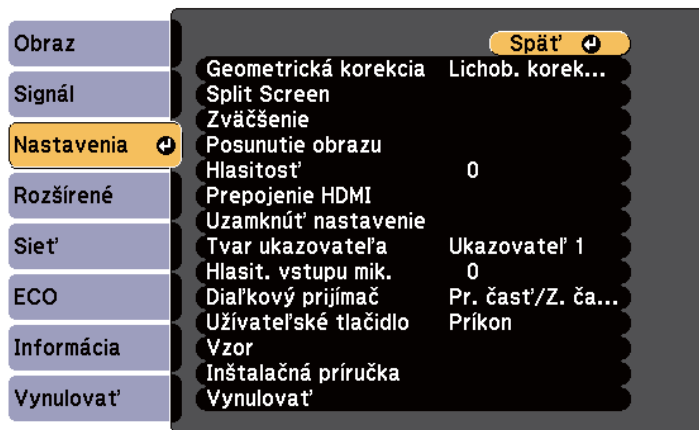 Obraz
Signál
Nastavenia
Rozšírené
Sieť
ECO
Informácia
Vynulovať
Späť
Geometrická korekcia Lichob. korek...
Split Screen
Zväčšenie
Posunutie obrazu
Hlasitosť 0
Prepojenie HDMI
Uzamknúť nastavenie
Tvar ukazovateľa Ukazovateľ 1
Hlasit. vstupu mik. 0
Diaľkový prijímač Pr. časť/Z. ča...
Užívateľské tlačidlo Príkon
Vzor
Inštalačná príručka
Vynulovať